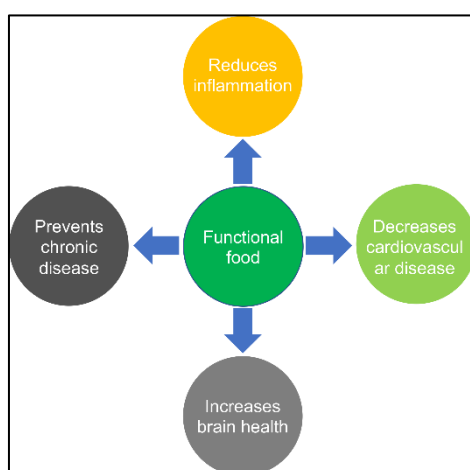 Reduces
inflammation
Prevents
chronic
disease
Functional
food
Decreases
cardiovascul
ar disease
Increases
brain health